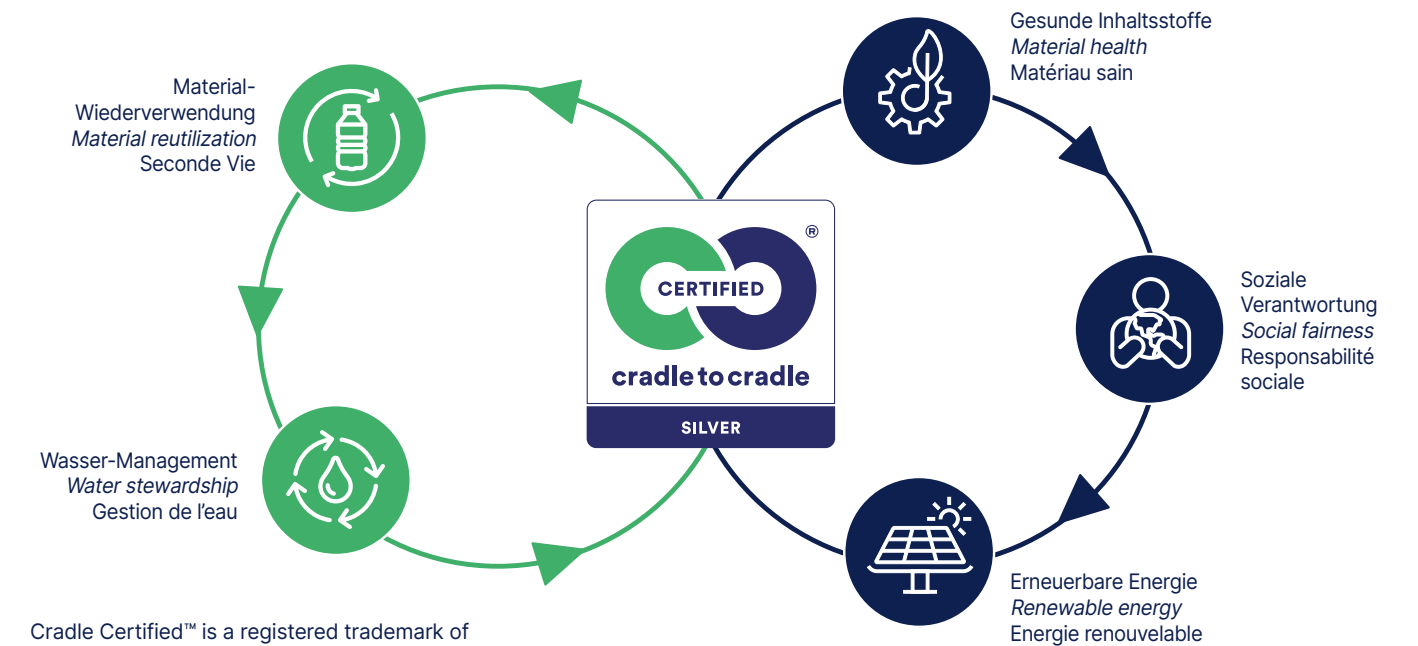 Gesunde Inhaltsstoffe
Material health
Matériau sain
Material-
Wiederverwendung
Material reutilization
Seconde Vie
®
CERTIFIED
cradle to cradle
SILVER
Soziale
Verantwortung
Social fairness
Responsabilité
sociale
Wasser-Management
Water stewardship
Gestion de l’eau
Erneuerbare Energie
Renewable energy
Energie renouvelable
Cradle Certified™ is a registered trademark of